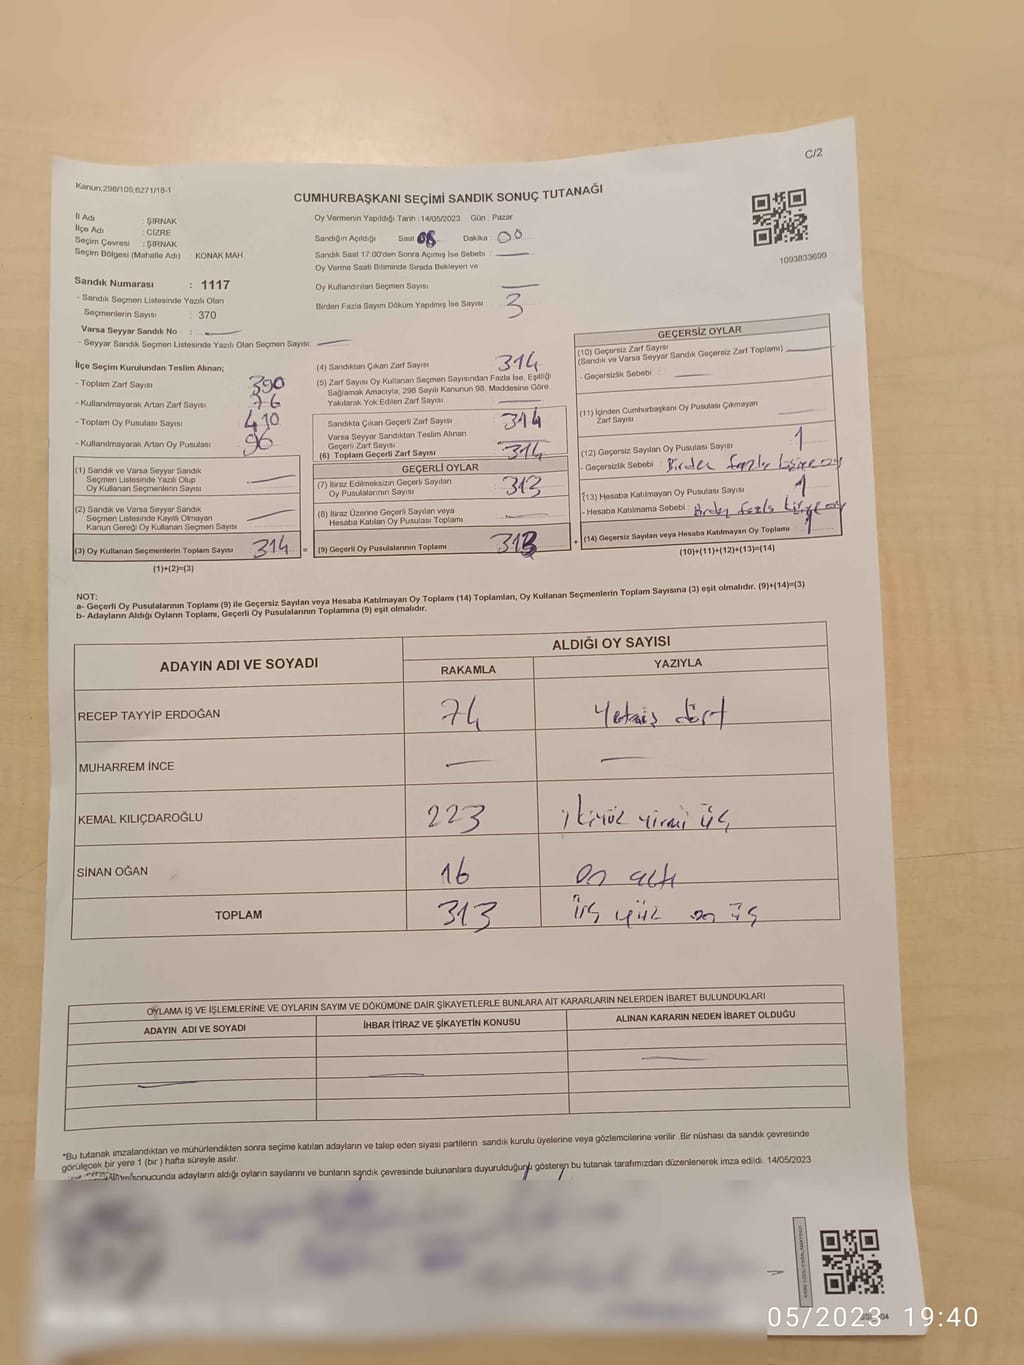 C/2
Kanun;298/105,6271/18-1
CUMHURBAŞKANI SEÇİMİ SANDIK SONUÇ TUTANAĞI
İl Adı : ŞIRNAK
İlçe Adı : CİZRE
Seçim Çevresi : ŞIRNAK
Seçim Bölgesi (Mahalle Adı) KONAK MAH
Oy Vermenin Yapıldığı Tarih : 14/05/2023 Gün : Pazar
Sandığın Açıldığı Saat 08 Dakika : 00
Sandık Saat 17:00'den Sonra Açımış İse Sebebi :
Oy Verme Saati Bitiminde Sırada Bekleyen ve
Oy Kullandırılan Seçmen Sayısı
Birden Fazla Sayım Döküm Yapılmış İse Sayısı : 3
1093833699
Sandık Numarası : 1117
- Sandık Seçmen Listesinde Yazılı Olan
Seçmenlerin Sayısı : 370
Varsa Seyyar Sandık No :
- Seyyar Sandık Seçmen Listesinde Yazılı Olan Seçmen Sayısı:
İlçe Seçim Kurulundan Teslim Alınan;
- Toplam Zarf Sayısı 390
- Kullanılmayarak Artan Zarf Sayısı 76
- Toplam Oy Pusulası Sayısı 410
- Kullanılmayarak Artan Oy Pusulası 96
(1) Sandık ve Varsa Seyyar Sandık
Seçmen Listesinde Yazılı Olup
Oy Kullanan Seçmenlerin Sayısı
(2) Sandık ve Varsa Seyyar Sandık
Seçmen Listesinde Kayıtlı Olmayan
Kanun Gereği Oy Kullanan Seçmen Sayısı
(3) Oy Kullanan Seçmenlerin Toplam Sayısı 314 =
(1)+(2)=(3)
(4) Sandıktan Çıkan Zarf Sayısı 314
(5) Zarf Sayısı Oy Kullanan Seçmen Sayısından Fazla İse, Eşitliği
Sağlamak Amacıyla, 298 Sayılı Kanunun 98. Maddesine Göre
Yakılarak Yok Edilen Zarf Sayısı
Sandıkta Çıkan Geçerli Zarf Sayısı 314
Varsa Seyyar Sandıktan Teslim Alınan
Geçerli Zarf Sayısı
(6) Toplam Geçerli Zarf Sayısı 314
GEÇERLİ OYLAR
(7) İtiraz Edilmeksizin Geçerli Sayılan
Oy Pusulalarının Sayısı 313
(8) İtiraz Üzerine Geçerli Sayılan veya
Hesaba Katılan Oy Pusulası Toplamı
(9) Geçerli Oy Pusulalarının Toplamı 313 +
GEÇERSİZ OYLAR
(10) Geçersiz Zarf Sayısı
(Sandık ve Varsa Seyyar Sandık Geçersiz Zarf Toplamı)
- Geçersizlik Sebebi :
(11) İçinden Cumhurbaşkanı Oy Pusulası Çıkmayan
Zarf Sayısı
(12) Geçersiz Sayılan Oy Pusulası Sayısı 1
- Geçersizlik Sebebi : Birden fazla kişiye oy
(13) Hesaba Katılmayan Oy Pusulası Sayısı 1
- Hesaba Katılmama Sebebi : Birden fazla kişiye oy
(14) Geçersiz Sayılan veya Hesaba Katılmayan Oy Toplamı 1
(10)+(11)+(12)+(13)=(14)
NOT:
a- Geçerli Oy Pusulalarının Toplamı (9) ile Geçersiz Sayılan veya Hesaba Katılmayan Oy Toplamı (14) Toplamları, Oy Kullanan Seçmenlerin Toplam Sayısına (3) eşit olmalıdır. (9)+(14)=(3)
b- Adayların Aldığı Oyların Toplamı, Geçerli Oy Pusulalarının Toplamına (9) eşit olmalıdır.
ADAYIN ADI VE SOYADI
ALDIĞI OY SAYISI
RAKAMLA YAZIYLA
RECEP TAYYİP ERDOĞAN 74 Yetmiş dört
MUHARREM İNCE
KEMAL KILIÇDAROĞLU 223 ikiyüz yirmi üç
SİNAN OĞAN 16 on altı
TOPLAM 313 üç yüz on üç
OYLAMA İŞ VE İŞLEMLERİNE VE OYLARIN SAYIM VE DÖKÜMÜNE DAİR ŞİKAYETLERLE BUNLARA AİT KARARLARIN NELERDEN İBARET BULUNDUKLARI
ADAYIN ADI VE SOYADI İHBAR İTİRAZ VE ŞİKAYETİN KONUSU ALINAN KARARIN NEDEN İBARET OLDUĞU
*Bu tutanak imzalandıktan ve mühürlendikten sonra seçime katılan adayların ve talep eden siyasi partilerin sandık kurulu üyelerine veya gözlemcilerine verilir .Bir nüshası da sandık çevresinde
görülecek bir yere 1 (bir ) hafta süreyle asılır.
sonucunda adayların aldığı oyların sayılarını ve bunların sandık çevresinde bulunanlara duyurulduğunu gösteren bu tutanak tarafımızdan düzenlenerek imza edildi. 14/05/2023
05/2023 19:40